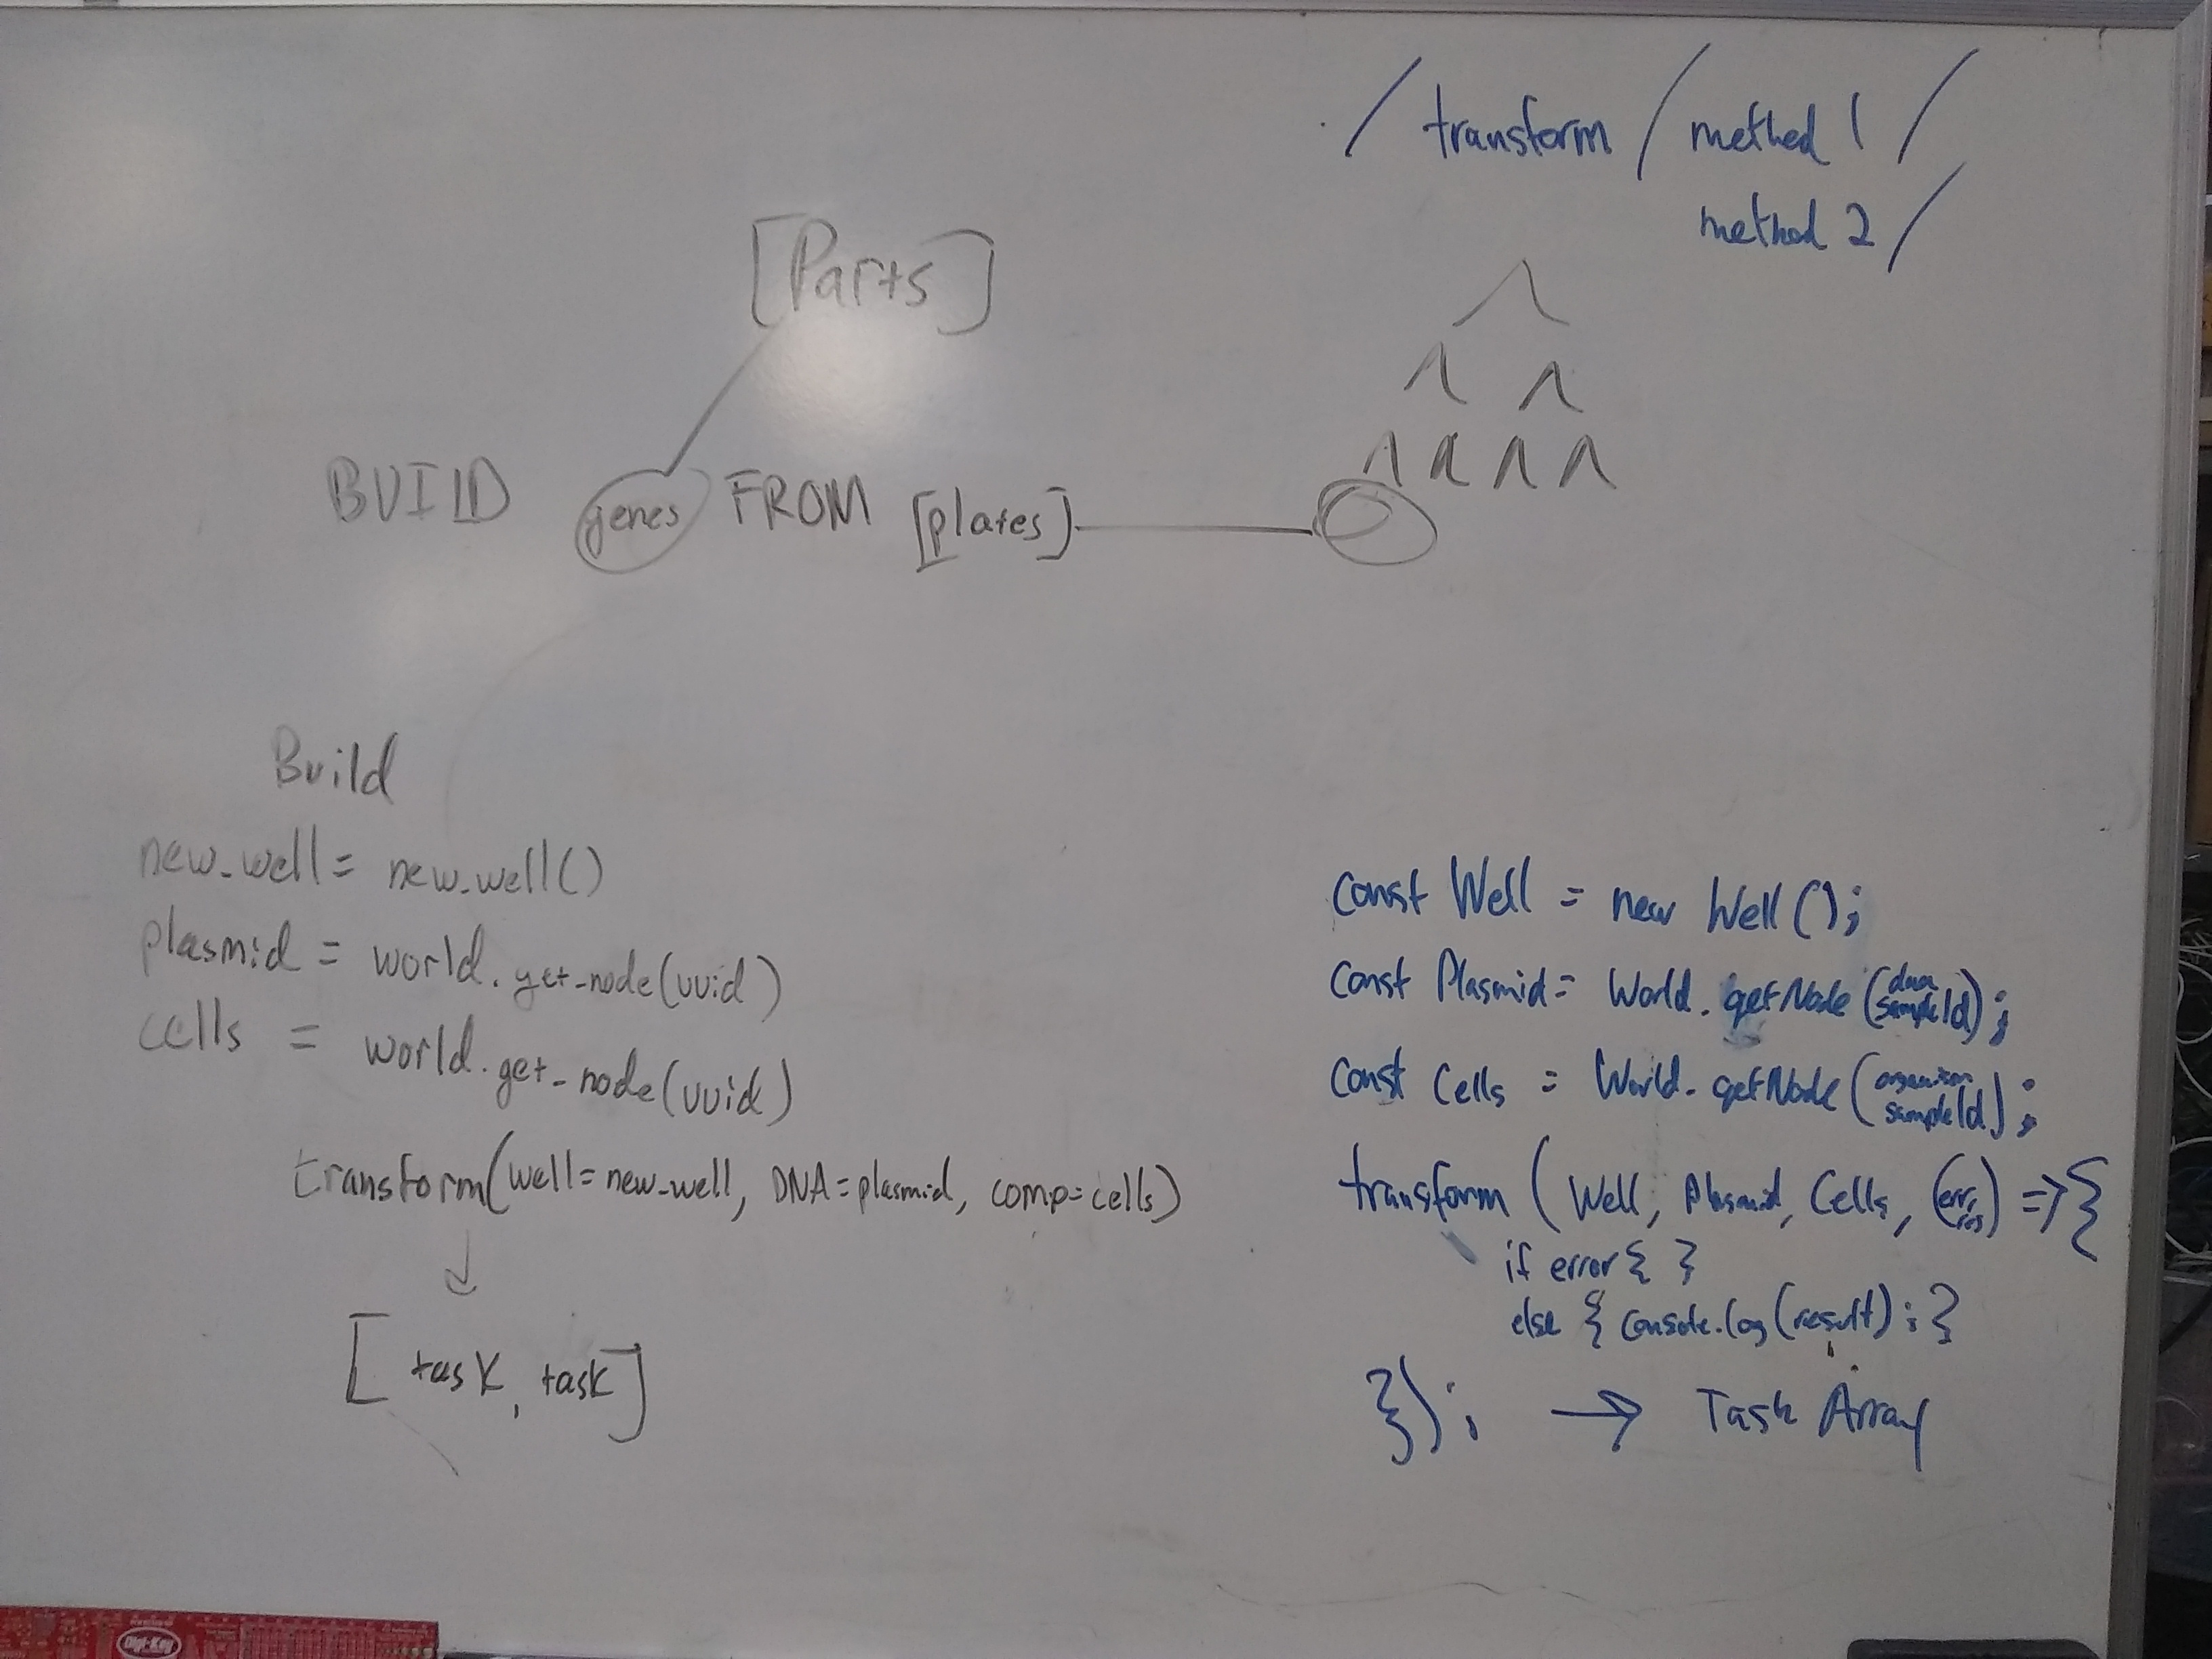 / transform / method 1 /
method 2 /
[Parts]
BUILD genes FROM [plates]
Build
new_well = new_well()
plasmid = world.get_node(uuid)
cells = world.get_node(uuid)
transform(well=new_well, DNA=plasmid, comp=cells)
[task, task]
const Well = new Well();
const Plasmid = World.getNode(dna sampleId);
const Cells = World.getNode(organism sampleId);
transform (Well, Plasmid, Cells, (err, res) => {
if error { }
else { console.log(result); }
}); → Task Array
Digi-Key